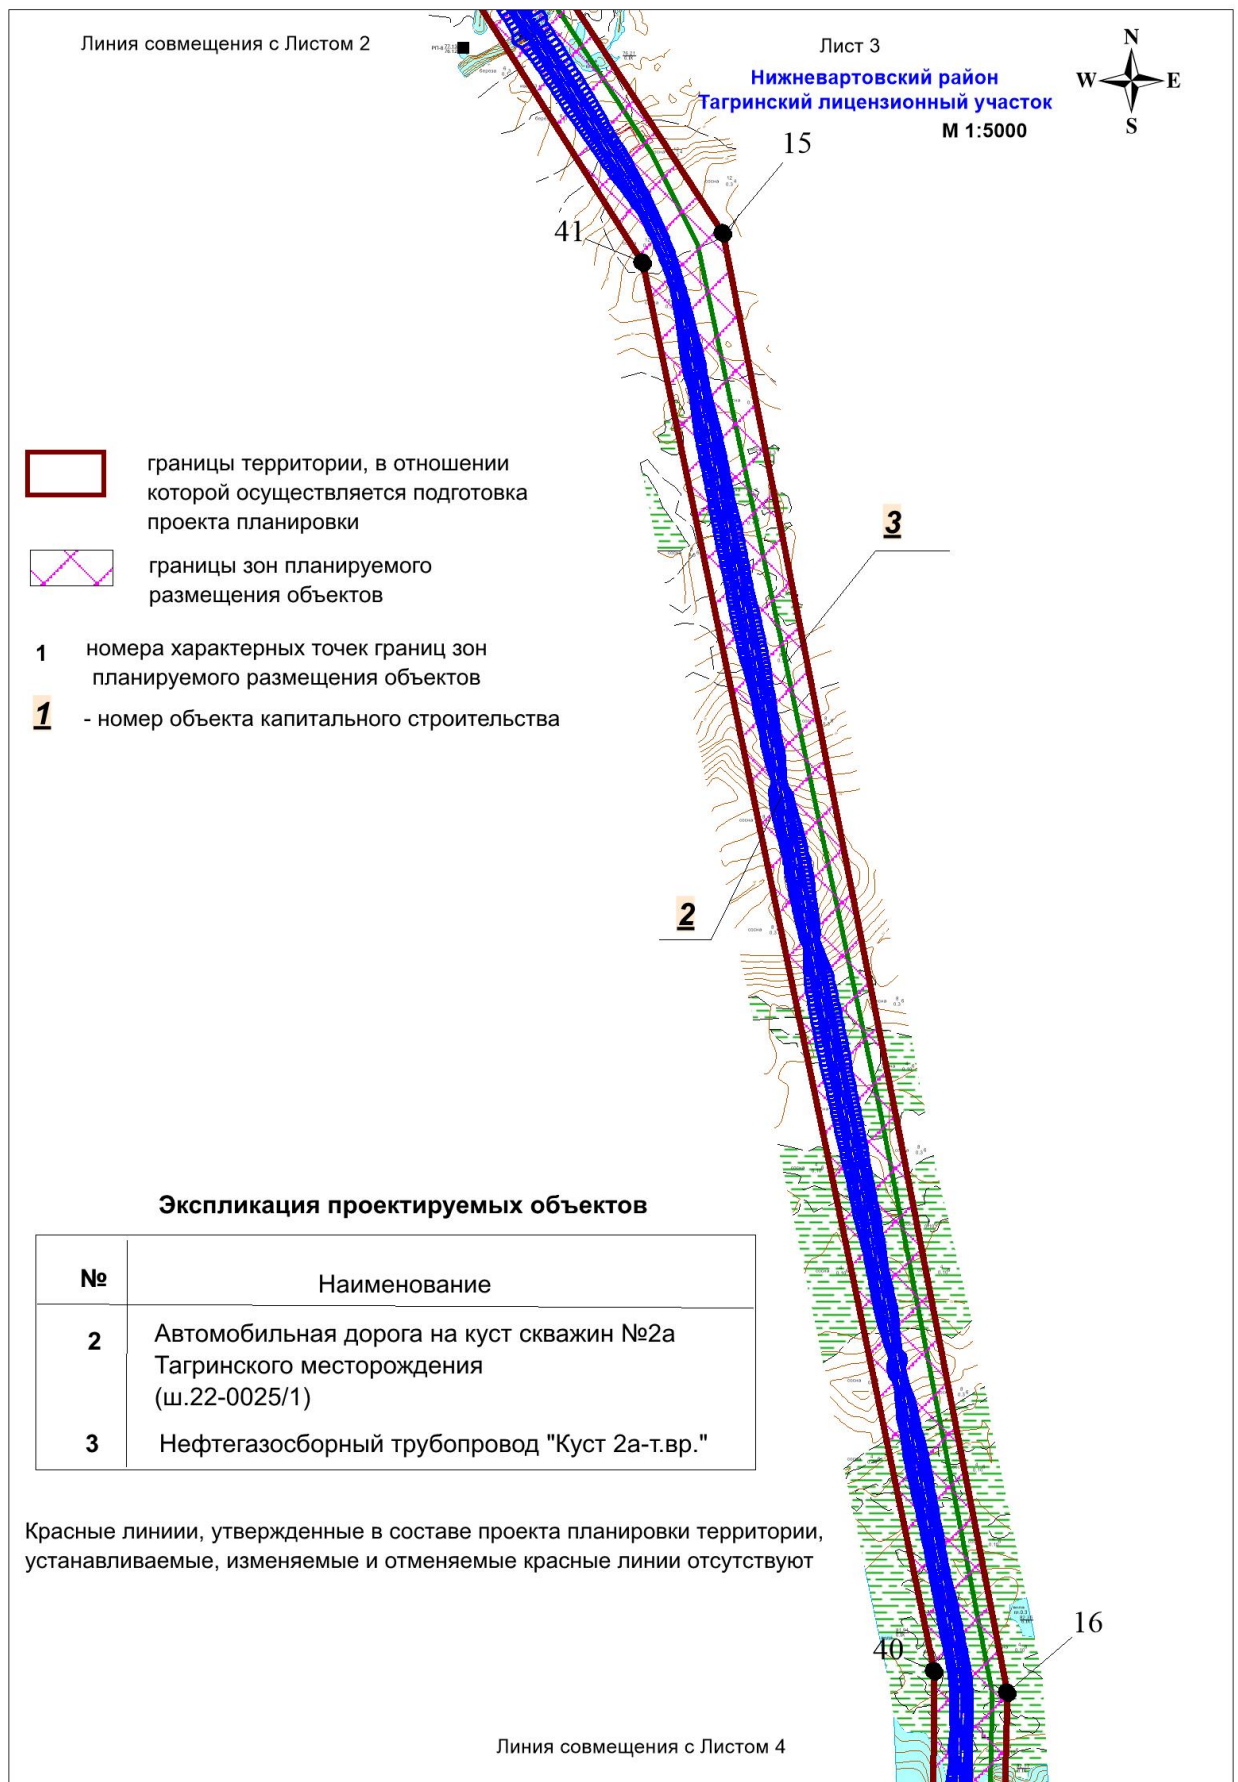 Линия совмещения с Листом 2
Лист 3
Нижневартовский район
Тагринский лицензионный участок
М 1:5000
N
W
E
S
15
41
границы территории, в отношении
которой осуществляется подготовка
проекта планировки
3
границы зон планируемого
размещения объектов
1
номера характерных точек границ зон
планируемого размещения объектов
1
- номер объекта капитального строительства
2
Экспликация проектируемых объектов
№
Наименование
2
Автомобильная дорога на куст скважин №2а
Тагринского месторождения
(ш.22-0025/1)
3
Нефтегазосборный трубопровод "Куст 2а-т.вр."
Красные линиии, утвержденные в составе проекта планировки территории,
устанавливаемые, изменяемые и отменяемые красные линии отсутствуют
16
40
Линия совмещения с Листом 4